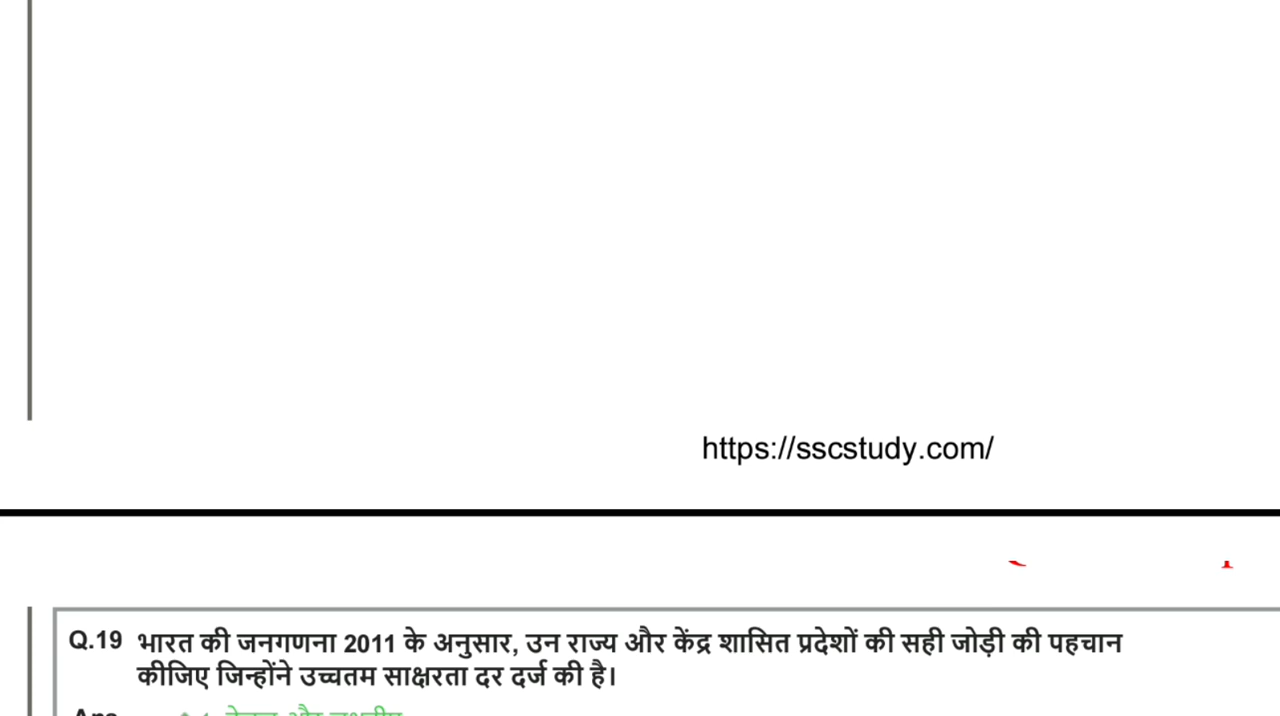 https://sscstudy.com/
Q.19 भारत की जनगणना 2011 के अनुसार, उन राज्य और केंद्र शासित प्रदेशों की सही जोड़ी की पहचान
कीजिए जिन्होंने उच्चतम साक्षरता दर दर्ज की है।